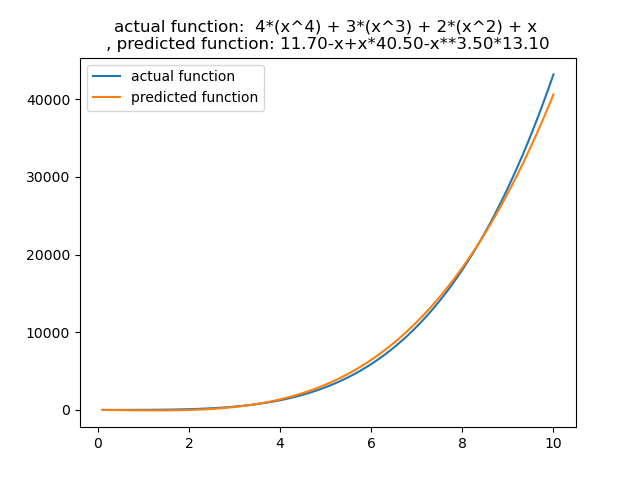 actual function:  4*(x^4) + 3*(x^3) + 2*(x^2) + x
, predicted function: 11.70-x+x*40.50-x**3.50*13.10
actual function
predicted function
40000
30000
20000
10000
0
0 2 4 6 8 10